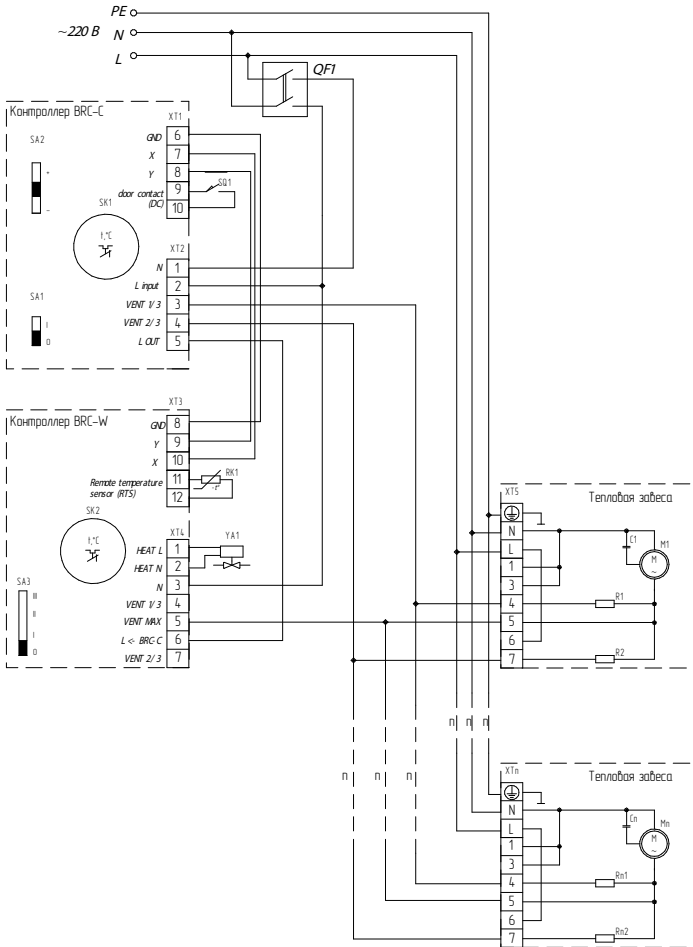 PE
~220 В
N
L
QF1
Контроллер BRC-C
XT1
SA2
+
-
GND 6
X 7
Y 8
door contact
(DC)
9
10
SQ1
SK1
t,°C
XT2
N 1
L input 2
VENT 1/3 3
VENT 2/3 4
L OUT 5
SA1
I
0
XT3
Контроллер BRC-W
GND 8
Y 9
X 10
Remote temperature
sensor (RTS)
11
12
RK1
-t°
SK2
t,°C
XT4
HEAT L 1
HEAT N 2
N 3
VENT 1/3 4
VENT MAX 5
L <- BRC-C 6
VENT 2/3 7
YA1
SA3
III
II
I
0
XT5
Тепловая завеса
N
L
1
3
4
5
6
7
C1
M1
M
~
R1
R2
n n n
n n n
XTn
Тепловая завеса
N
L
1
3
4
5
6
7
Cn
Mn
M
~
Rn1
Rn2